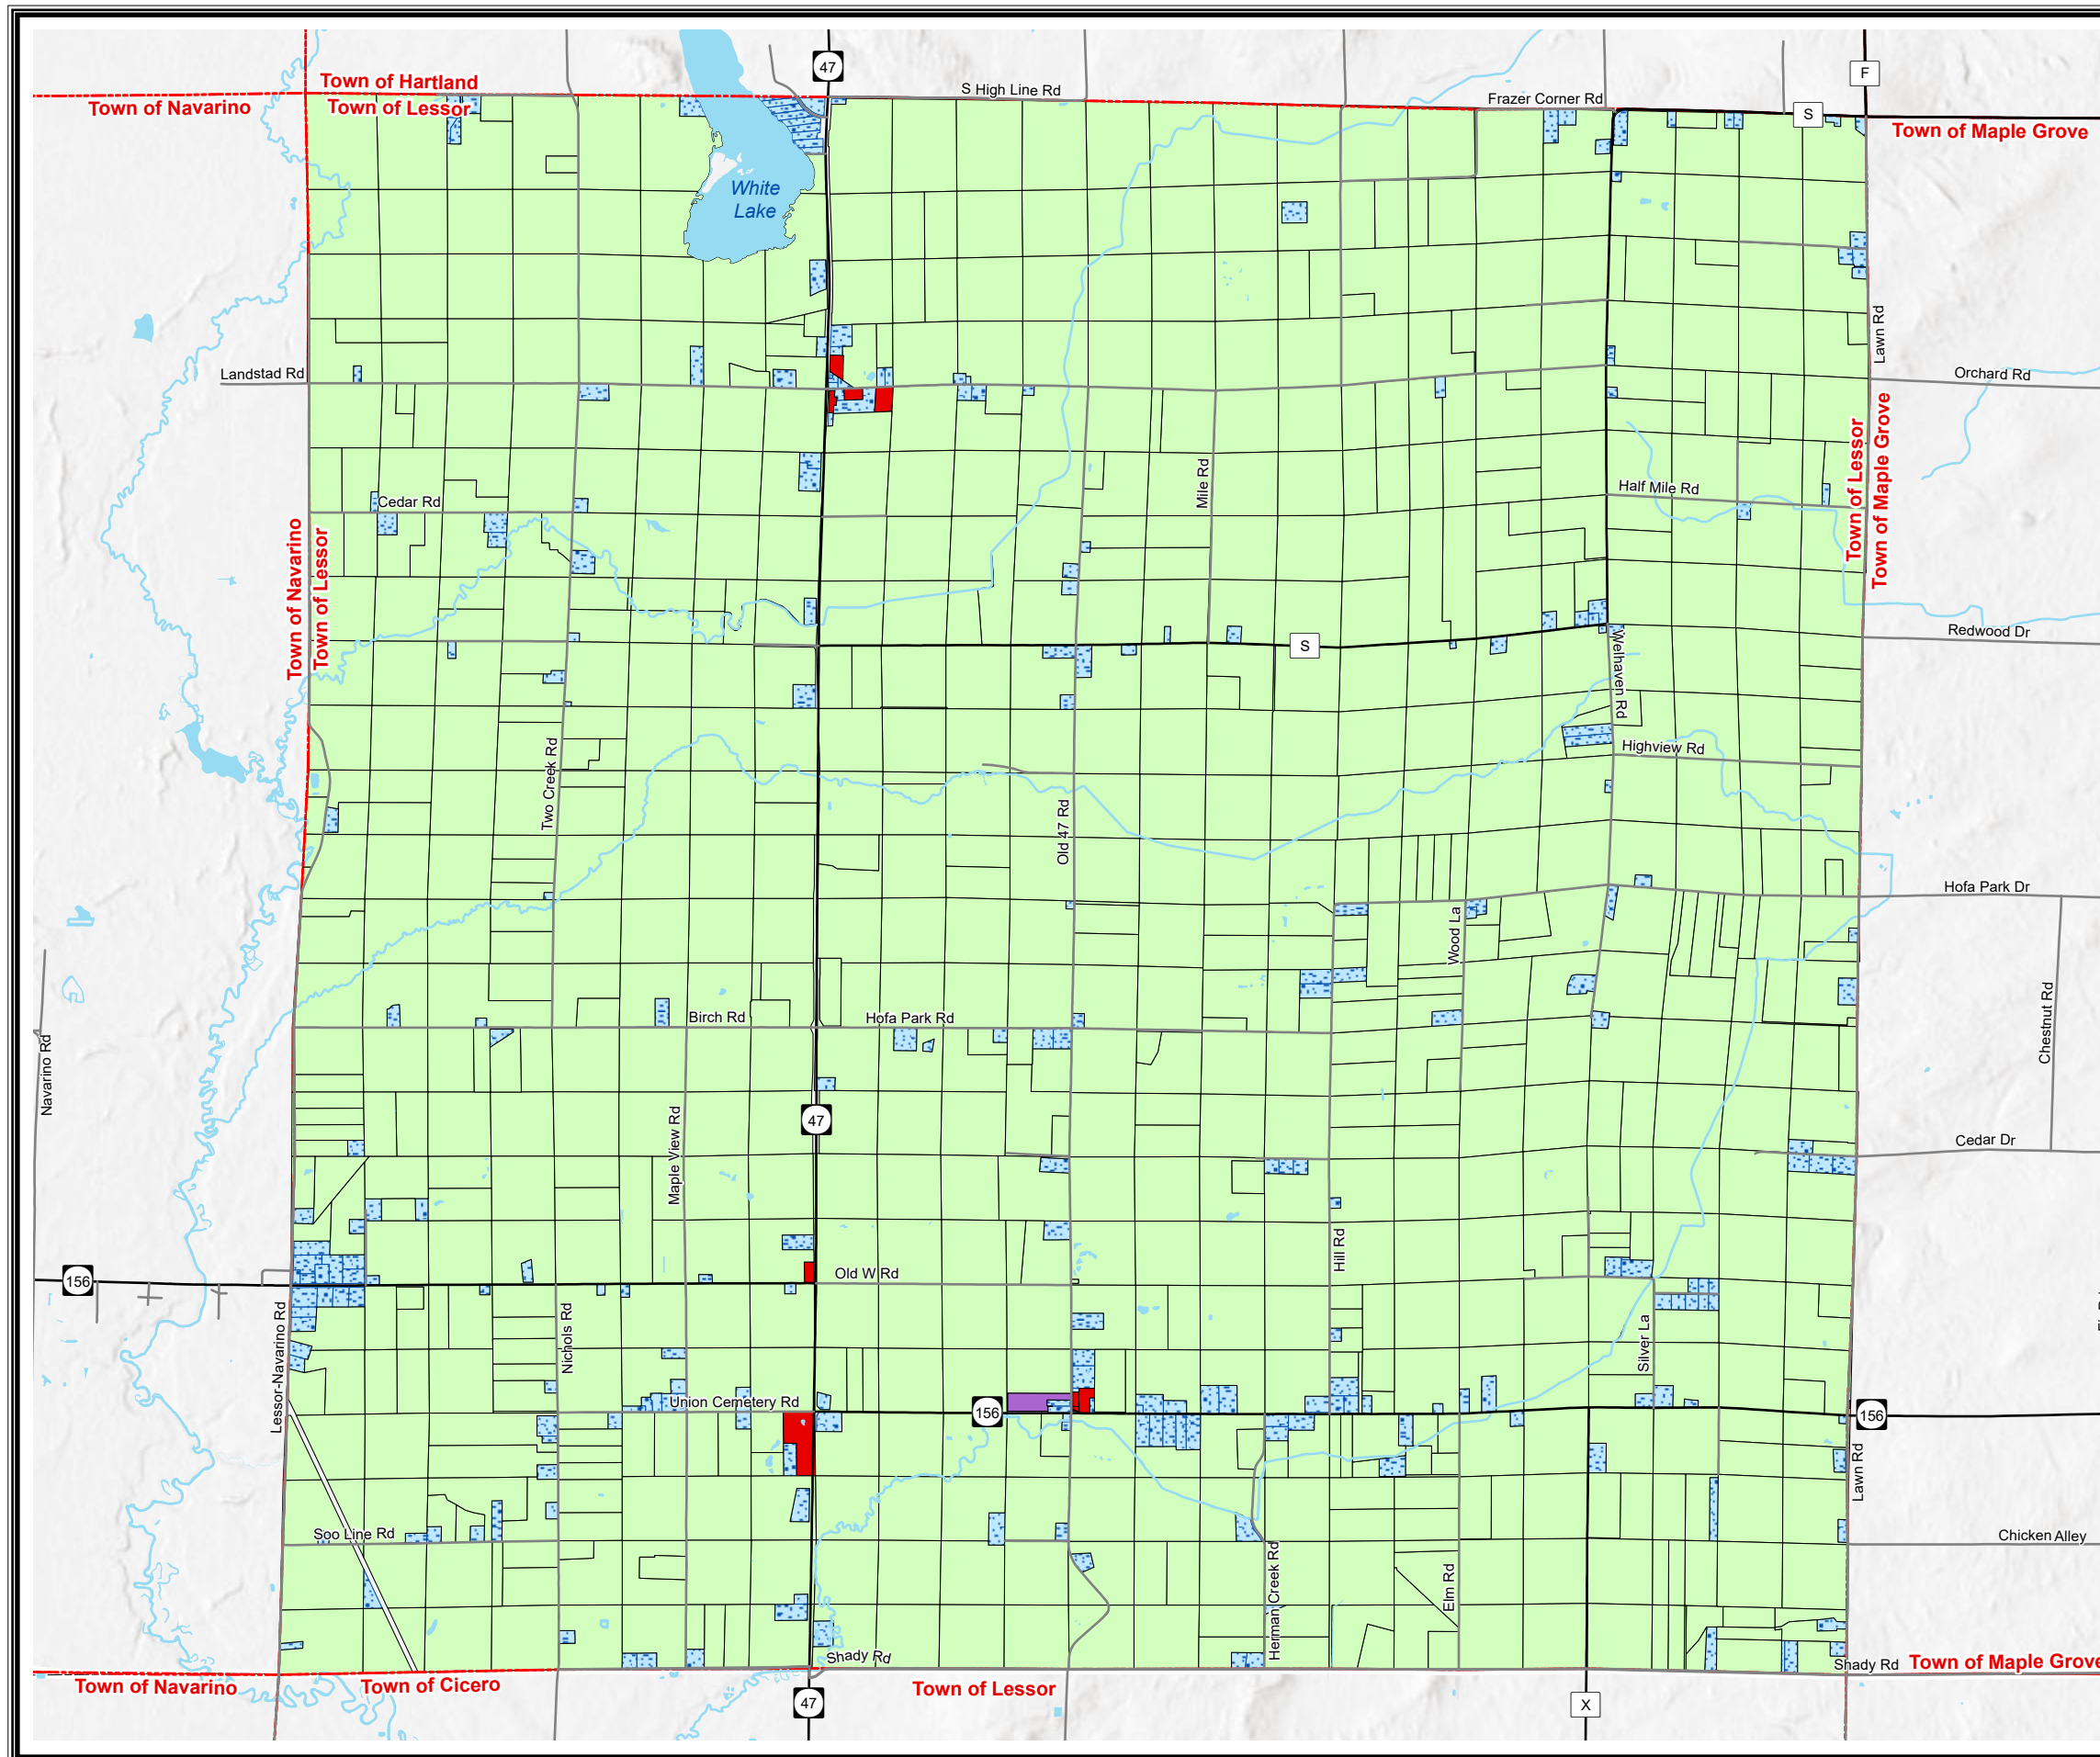 47
F
Town of Hartland
S High Line Rd
Frazer Corner Rd
Town of Navarino
Town of Lessor
S
Town of Maple Grove
White
Lake
Lawn Rd
Landstad Rd
Orchard Rd
Mile Rd
Town of Lessor
Town of Maple Grove
Cedar Rd
Half Mile Rd
Town of Navarino
Town of Lessor
Redwood Dr
S
Welhaven Rd
Two Creek Rd
Highview Rd
Old 47 Rd
Hofa Park Dr
Wood La
Birch Rd
Hofa Park Rd
Navarino Rd
Chestnut Rd
47
Maple View Rd
Cedar Dr
Hill Rd
156
Old W Rd
Lessor-Navarino Rd
Nichols Rd
Silver La
Union Cemetery Rd
156
156
Lawn Rd
Soo Line Rd
Chicken Alley
Herman Creek Rd
Elm Rd
Shady Rd
Shady Rd
Town of Maple Grove
Town of Navarino
Town of Cicero
Town of Lessor
47
X